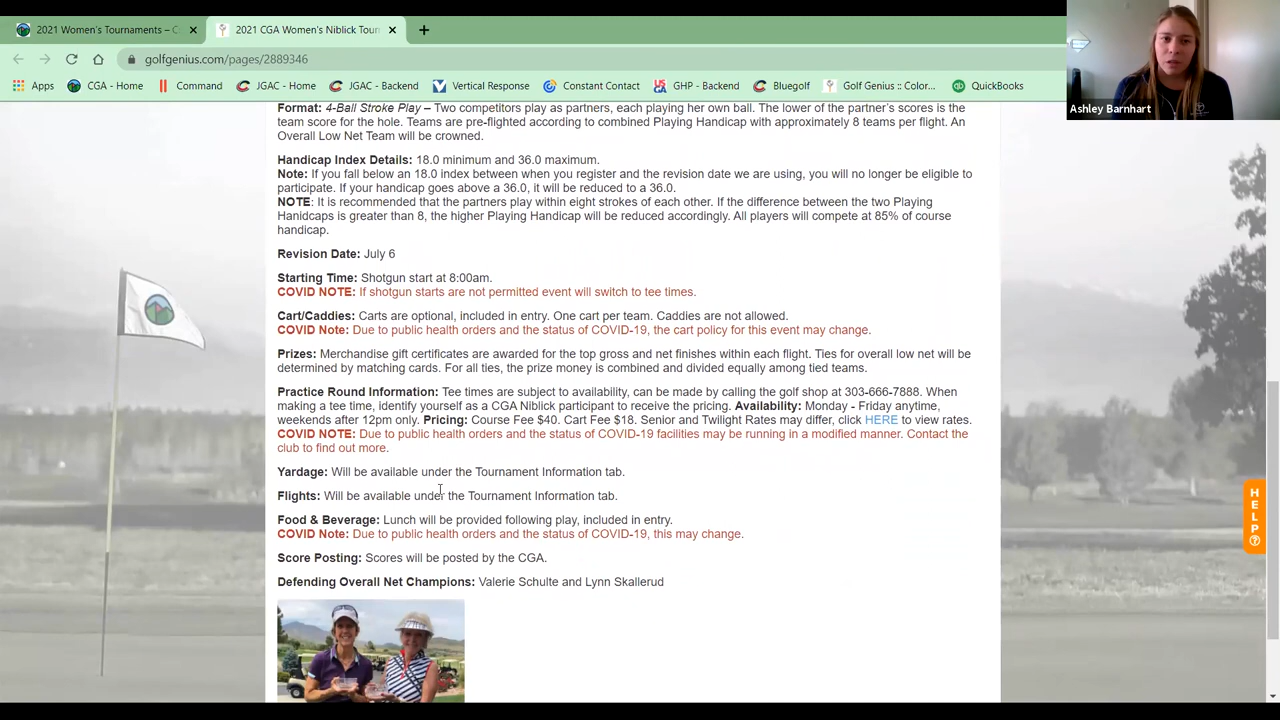 2021 Women's Tournaments – C
2021 CGA Women's Niblick Tourn
golfgenius.com/pages/2889346
Apps
CGA - Home
Command
JGAC - Home
JGAC - Backend
Vertical Response
Constant Contact
GHP - Backend
Bluegolf
Golf Genius :: Color...
QuickBooks
Ashley Barnhart
Format: 4-Ball Stroke Play – Two competitors play as partners, each playing her own ball. The lower of the partner's scores is the
team score for the hole. Teams are pre-flighted according to combined Playing Handicap with approximately 8 teams per flight. An
Overall Low Net Team will be crowned.
Handicap Index Details: 18.0 minimum and 36.0 maximum.
Note: If you fall below an 18.0 index between when you register and the revision date we are using, you will no longer be eligible to
participate. If your handicap goes above a 36.0, it will be reduced to a 36.0.
NOTE: It is recommended that the partners play within eight strokes of each other. If the difference between the two Playing
Hanidcaps is greater than 8, the higher Playing Handicap will be reduced accordingly. All players will compete at 85% of course
handicap.
Revision Date: July 6
Starting Time: Shotgun start at 8:00am.
COVID NOTE: If shotgun starts are not permitted event will switch to tee times.
Cart/Caddies: Carts are optional, included in entry. One cart per team. Caddies are not allowed.
COVID Note: Due to public health orders and the status of COVID-19, the cart policy for this event may change.
Prizes: Merchandise gift certificates are awarded for the top gross and net finishes within each flight. Ties for overall low net will be
determined by matching cards. For all ties, the prize money is combined and divided equally among tied teams.
Practice Round Information: Tee times are subject to availability, can be made by calling the golf shop at 303-666-7888. When
making a tee time, identify yourself as a CGA Niblick participant to receive the pricing. Availability: Monday - Friday anytime,
weekends after 12pm only. Pricing: Course Fee $40. Cart Fee $18. Senior and Twilight Rates may differ, click HERE to view rates.
COVID NOTE: Due to public health orders and the status of COVID-19 facilities may be running in a modified manner. Contact the
club to find out more.
Yardage: Will be available under the Tournament Information tab.
Flights: Will be available under the Tournament Information tab.
Food & Beverage: Lunch will be provided following play, included in entry.
COVID Note: Due to public health orders and the status of COVID-19, this may change.
Score Posting: Scores will be posted by the CGA.
Defending Overall Net Champions: Valerie Schulte and Lynn Skallerud
HELP